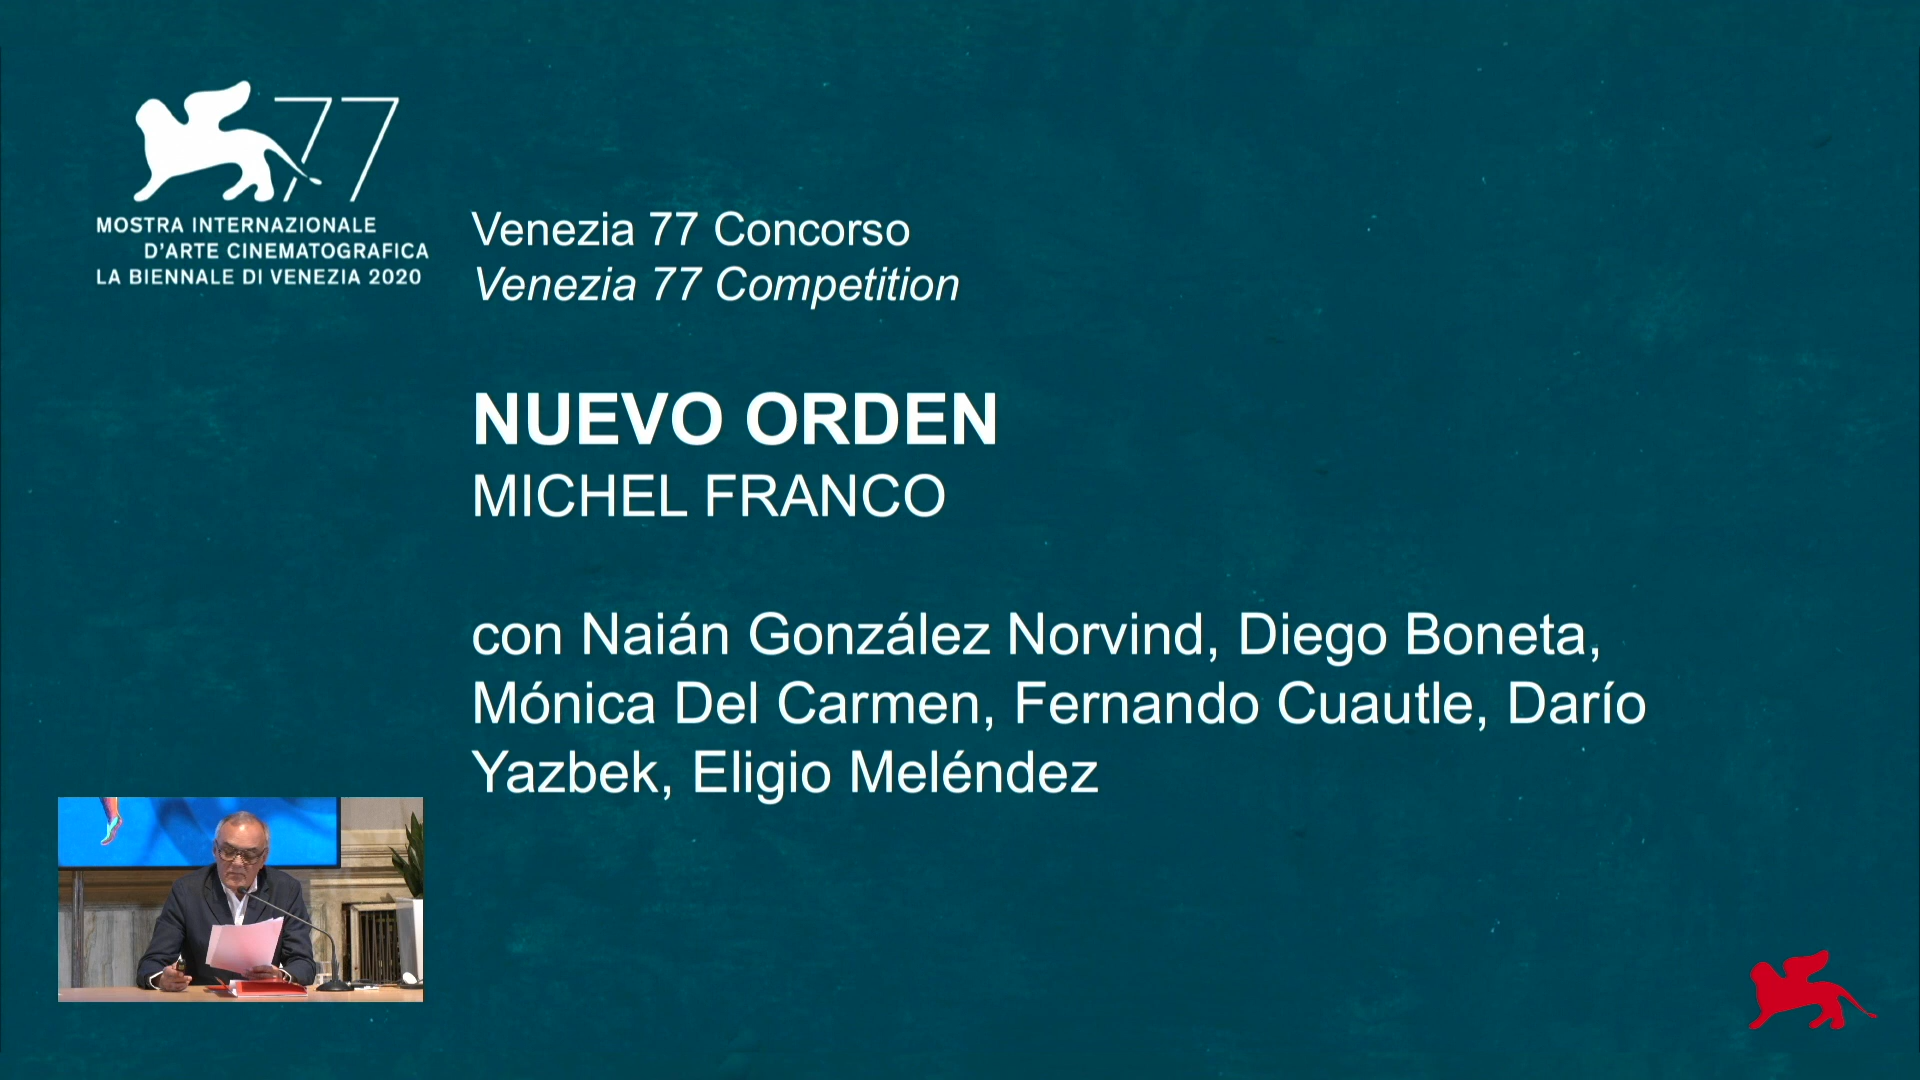 77
MOSTRA INTERNAZIONALE
D'ARTE CINEMATOGRAFICA
LA BIENNALE DI VENEZIA 2020
Venezia 77 Concorso
Venezia 77 Competition
NUEVO ORDEN
MICHEL FRANCO
con Naián González Norvind, Diego Boneta,
Mónica Del Carmen, Fernando Cuautle, Darío
Yazbek, Eligio Meléndez